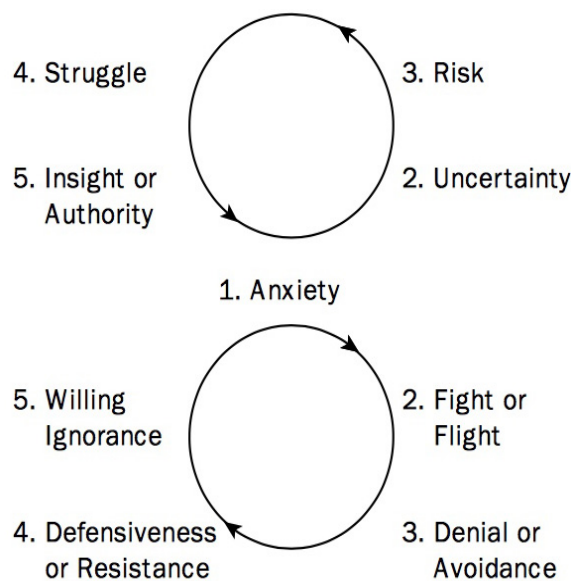 4. Struggle
3. Risk
5. Insight or
Authority
2. Uncertainty
1. Anxiety
5. Willing
Ignorance
2. Fight or
Flight
4. Defensiveness
or Resistance
3. Denial or
Avoidance